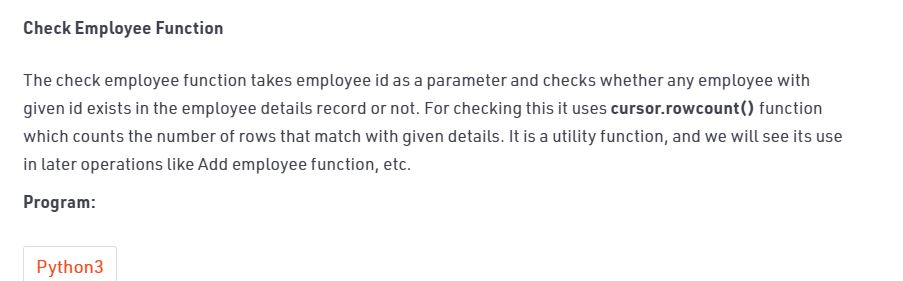 Check Employee Function
The check employee function takes employee id as a parameter and checks whether any employee with
given id exists in the employee details record or not. For checking this it uses cursor.rowcount() function
which counts the number of rows that match with given details. It is a utility function, and we will see its use
in later operations like Add employee function, etc.
Program:
Python3